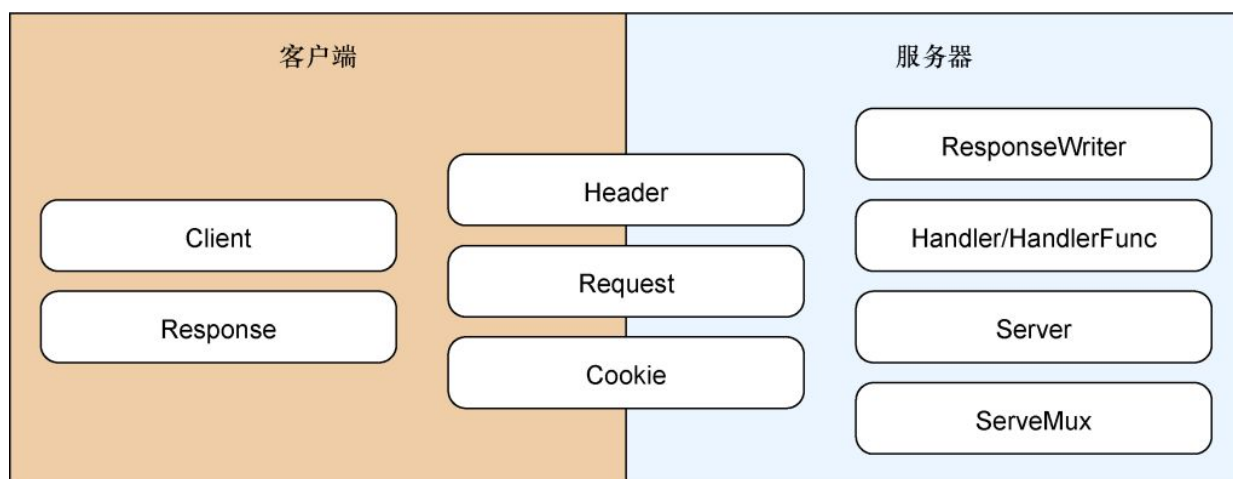 客户端
服务器
Client
Response
Header
Request
Cookie
ResponseWriter
Handler/HandlerFunc
Server
ServeMux